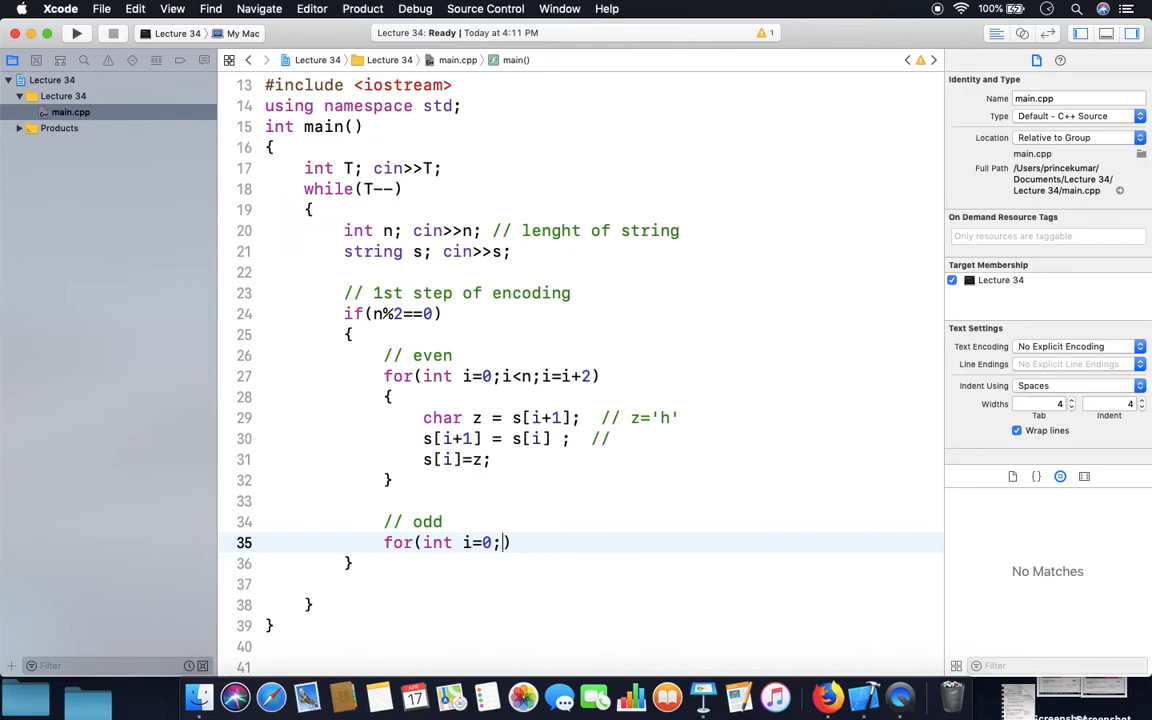 Xcode File Edit View Find Navigate Editor Product Debug Source Control Window Help 100%
Lecture 34 My Mac Lecture 34: Ready | Today at 4:11 PM 1
Lecture 34 Lecture 34 main.cpp main()
Lecture 34
Lecture 34
main.cpp
Products
13 #include <iostream>
14 using namespace std;
15 int main()
16 {
17 int T; cin>>T;
18 while(T--)
19 {
20 int n; cin>>n; // lenght of string
21 string s; cin>>s;
22
23 // 1st step of encoding
24 if(n%2==0)
25 {
26 // even
27 for(int i=0;i<n;i=i+2)
28 {
29 char z = s[i+1]; // z='h'
30 s[i+1] = s[i] ; //
31 s[i]=z;
32 }
33
34 // odd
35 for(int i=0;)
36 }
37
38 }
39 }
40
41
Identity and Type
Name main.cpp
Type Default - C++ Source
Location Relative to Group
main.cpp
Full Path /Users/princekumar/
Documents/Lecture 34/
Lecture 34/main.cpp
On Demand Resource Tags
Only resources are taggable
Target Membership
Lecture 34
Text Settings
Text Encoding No Explicit Encoding
Line Endings No Explicit Line Endings
Indent Using Spaces
Widths 4 4
Tab Indent
Wrap lines
No Matches
Filter
Filter
APR
17